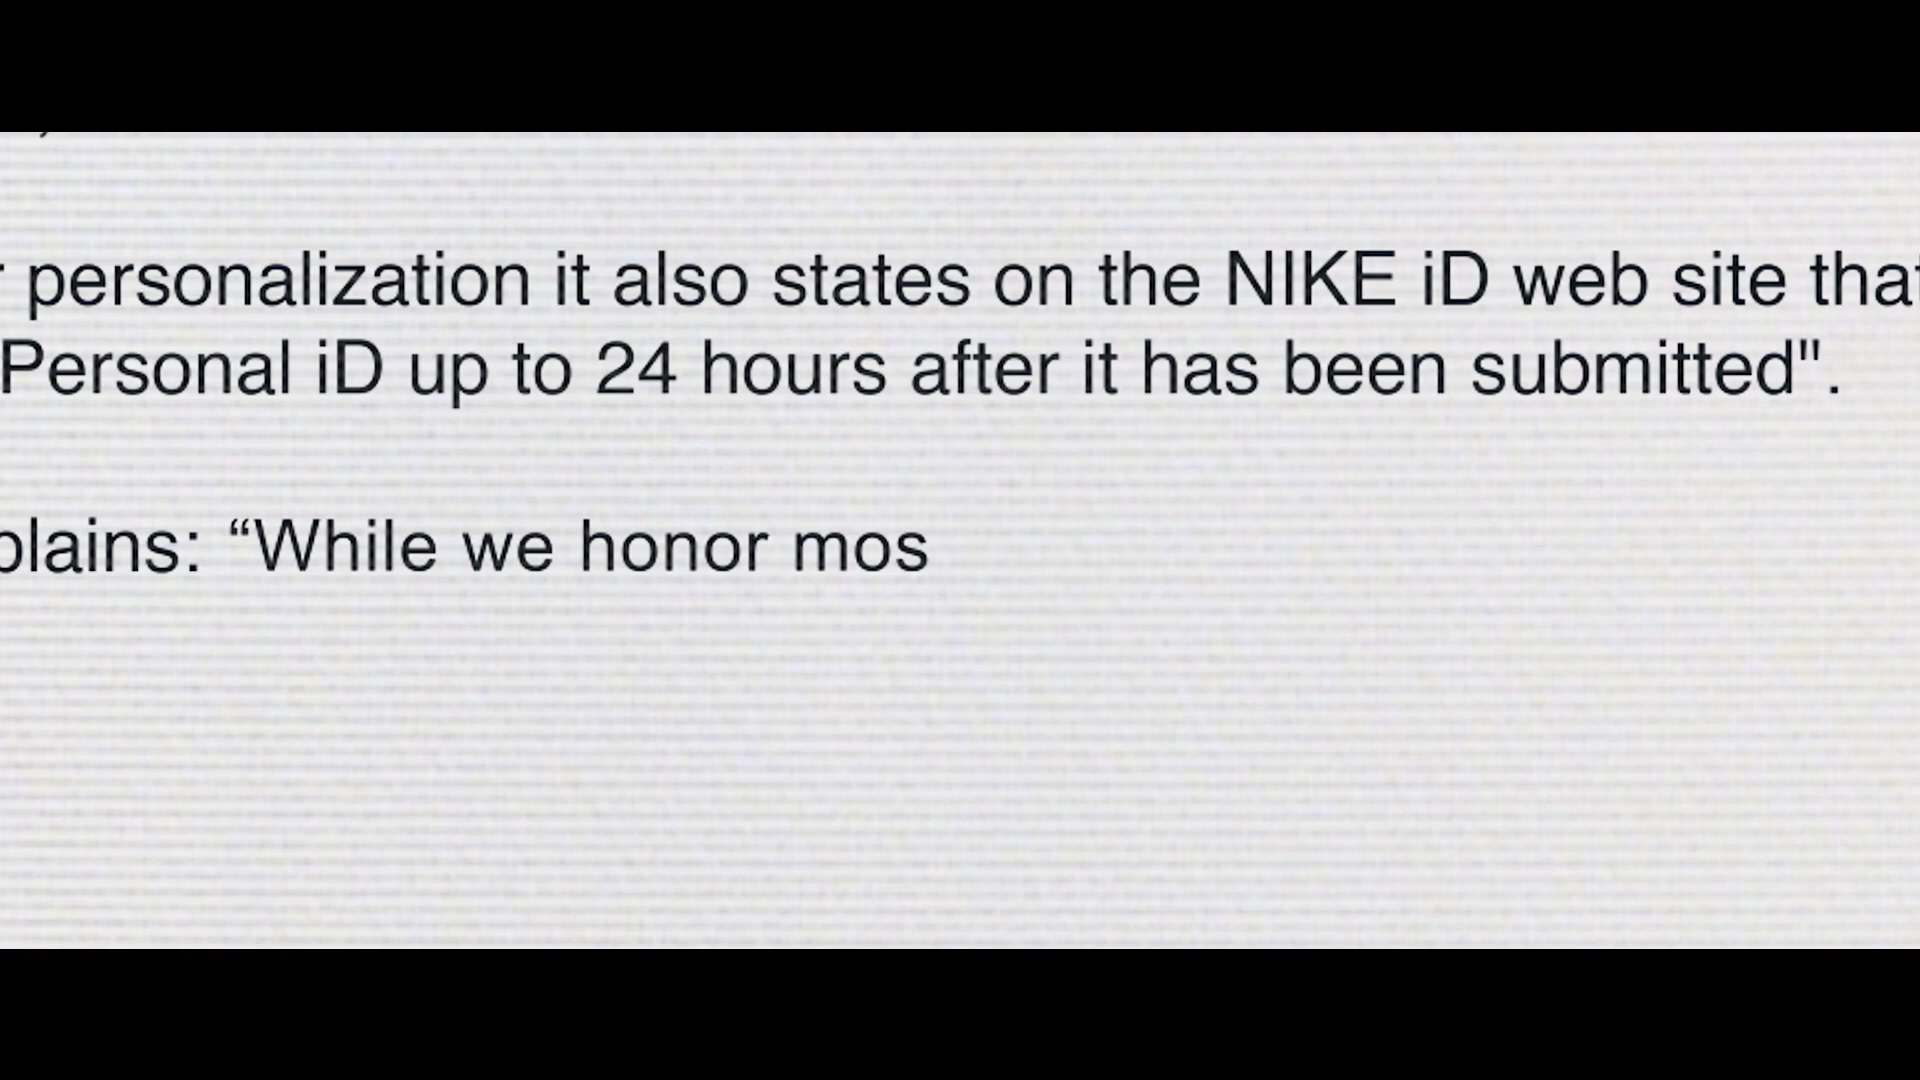 personalization it also states on the NIKE iD web site that
Personal iD up to 24 hours after it has been submitted".
plains: “While we honor mos